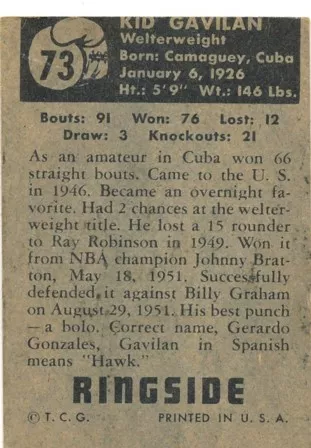 73
KID GAVILAN
Welterweight
Born: Camaguey, Cuba
January 6, 1926
Ht.: 5'9" Wt.: 146 Lbs.
Bouts: 91 Won: 76 Lost: 12
Draw: 3 Knockouts: 21
As an amateur in Cuba won 66
straight bouts. Came to the U. S.
in 1946. Became an overnight fa-
vorite. Had 2 chances at the welter-
weight title. He lost a 15 rounder
to Ray Robinson in 1949. Won it
from NBA champion Johnny Brat-
ton, May 18, 1951. Successfully
defended it against Billy Graham
on August 29, 1951. His best punch
—a bolo. Correct name, Gerardo
Gonzales, Gavilan in Spanish
means "Hawk."
RINGSIDE
© T. C. G. PRINTED IN U. S. A.